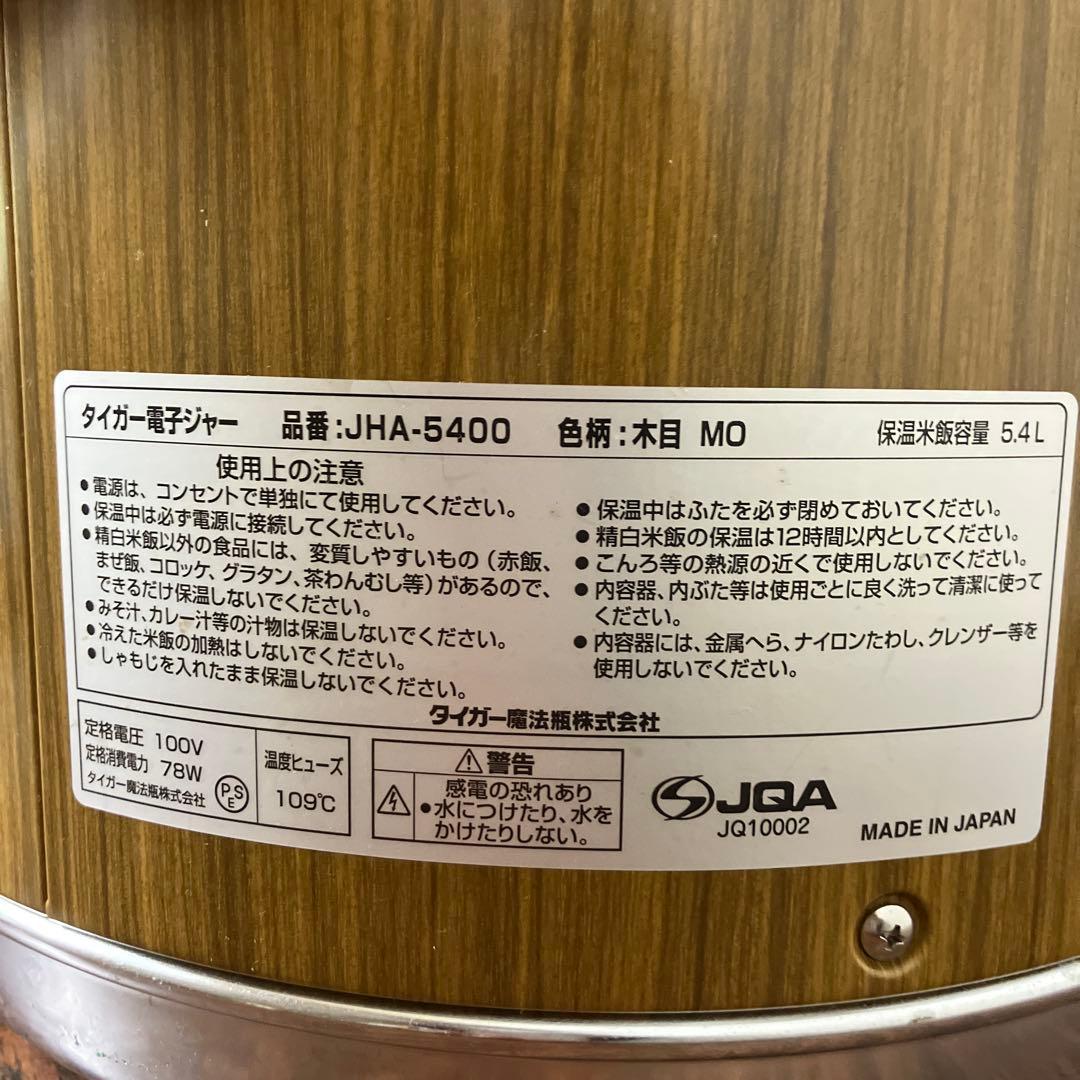 タイガー電子ジャー 品番:JHA-5400 色柄:木目 MO 保温米飯容量 5.4L
使用上の注意
●電源は、コンセントで単独にて使用してください。
●保温中は必ず電源に接続してください。
●精白米飯以外の食品には、変質しやすいもの（赤飯、
まぜ飯、コロッケ、グラタン、茶わんむし等）があるので、
できるだけ保温しないでください。
●みそ汁、カレー汁等の汁物は保温しないでください。
●冷えた米飯の加熱はしないでください。
●しゃもじを入れたまま保温しないでください。
●保温中はふたを必ず閉めておいてください。
●精白米飯の保温は12時間以内としてください。
●こんろ等の熱源の近くで使用しないでください。
●内容器、内ぶた等は使用ごとに良く洗って清潔に使って
ください。
●内容器には、金属へら、ナイロンたわし、クレンザー等を
使用しないでください。
タイガー魔法瓶株式会社
定格電圧 100V
定格消費電力 78W
タイガー魔法瓶株式会社
PSE
温度ヒューズ
109℃
⚠警告
感電の恐れあり
●水につけたり、水を
かけたりしない。
JQA
JQ10002
MADE IN JAPAN